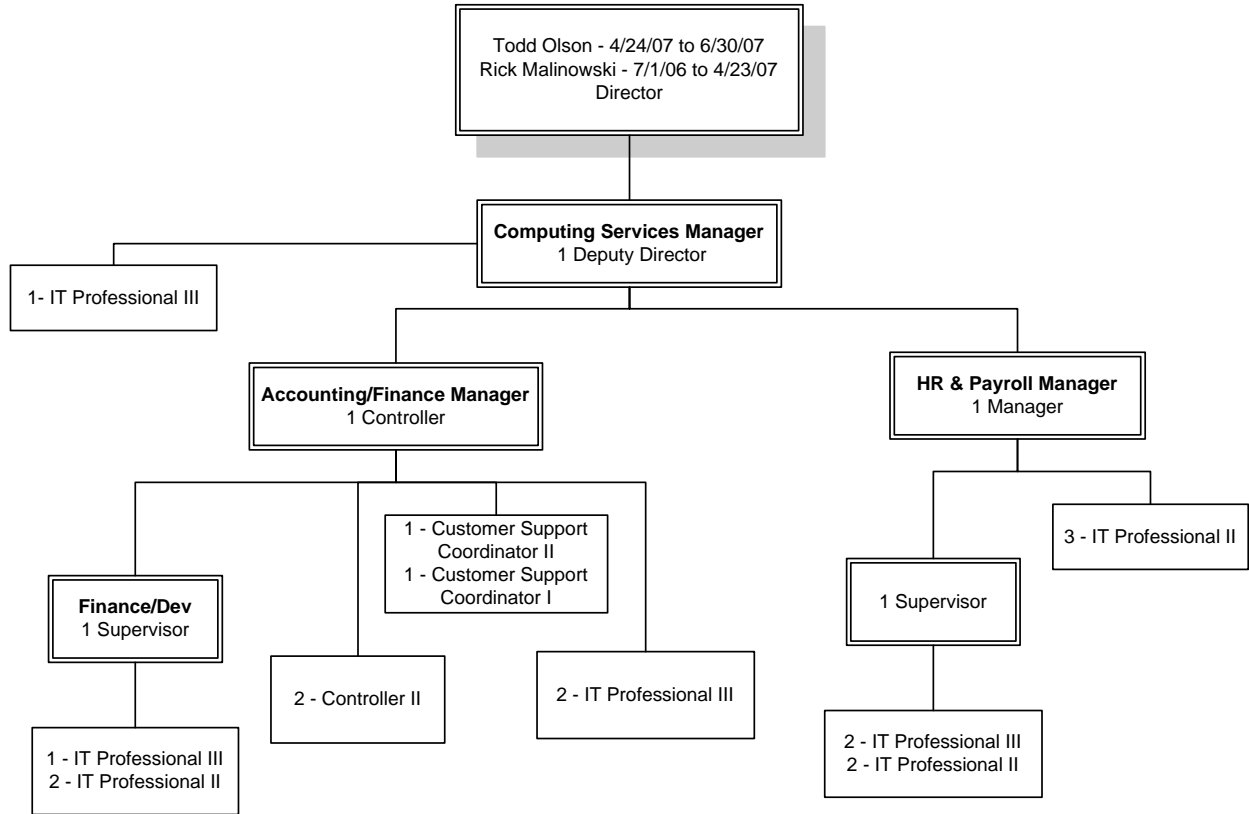 Todd Olson - 4/24/07 to 6/30/07
Rick Malinowski - 7/1/06 to 4/23/07
Director
Computing Services Manager
1 Deputy Director
1- IT Professional III
Accounting/Finance Manager
1 Controller
HR & Payroll Manager
1 Manager
1 - Customer Support
Coordinator II
1 - Customer Support
Coordinator I
3 - IT Professional II
Finance/Dev
1 Supervisor
1 Supervisor
2 - Controller II
2 - IT Professional III
1 - IT Professional III
2 - IT Professional II
2 - IT Professional III
2 - IT Professional II